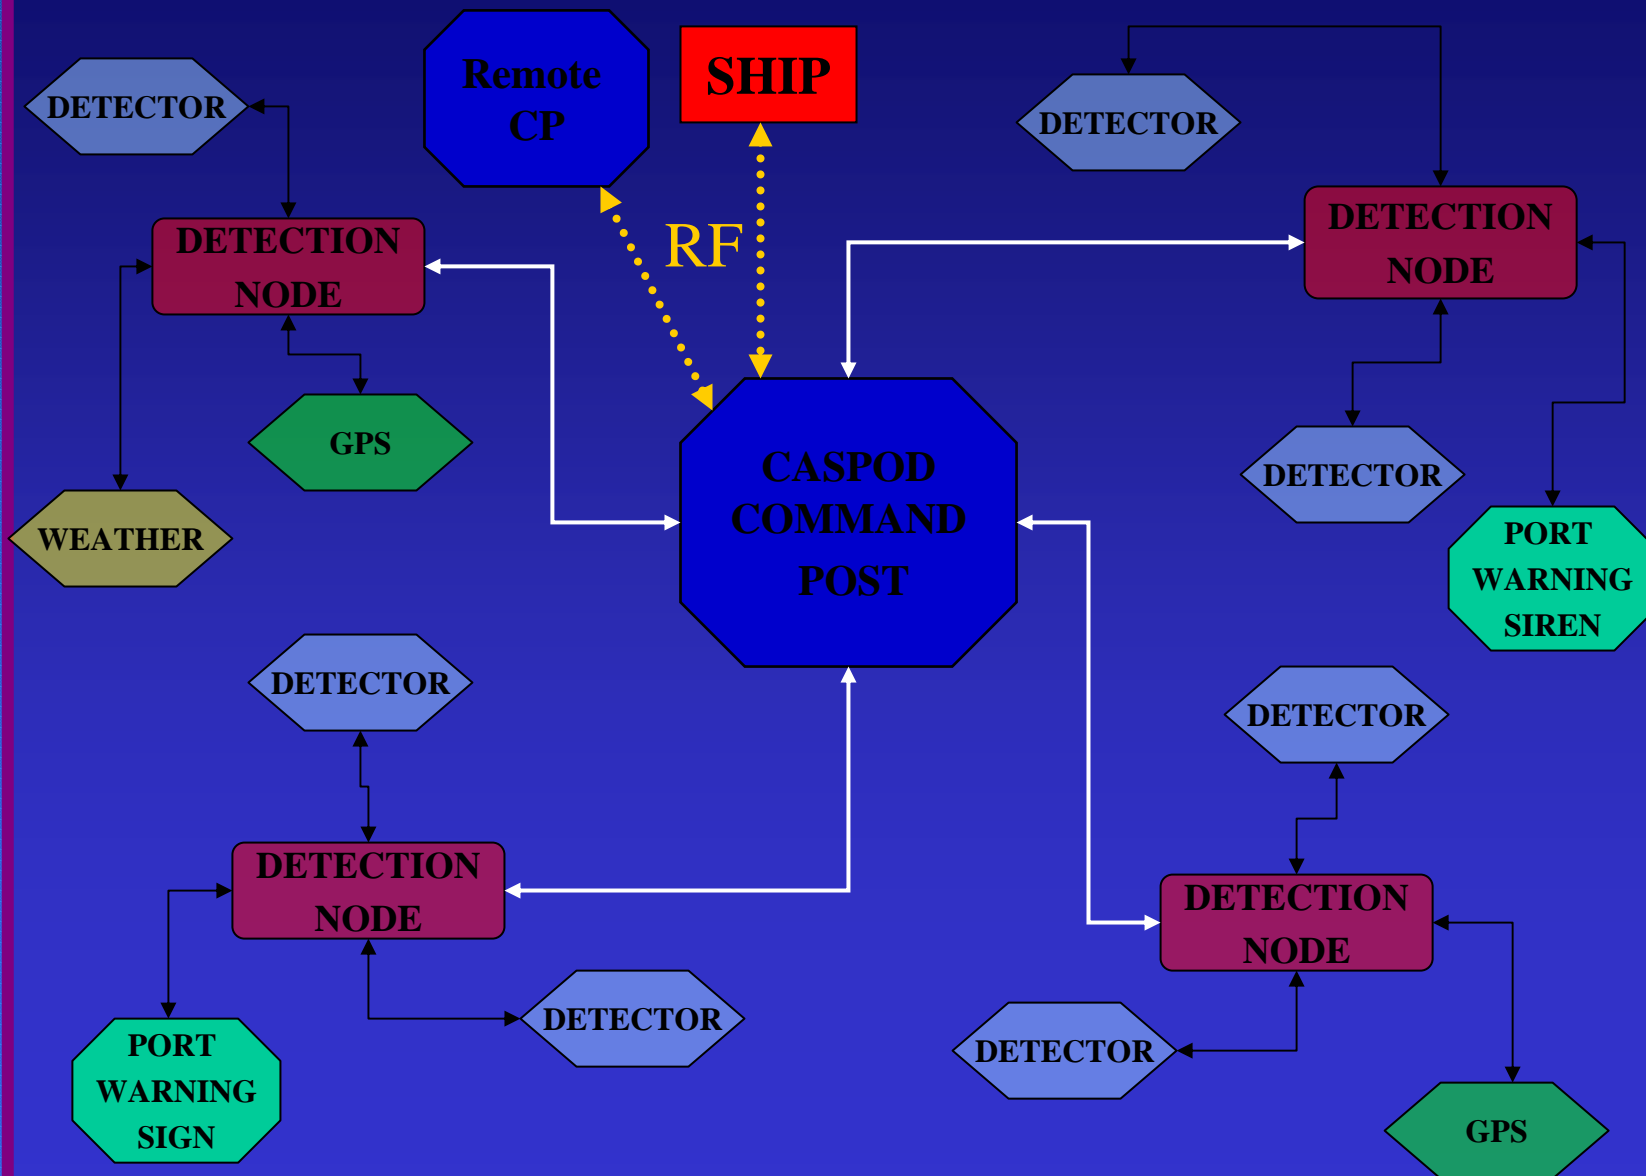 Remote
CP
SHIP
DETECTOR
DETECTOR
DETECTION
NODE
RF
DETECTION
NODE
GPS
CASPOD
COMMAND
POST
DETECTOR
WEATHER
PORT
WARNING
SIREN
DETECTOR
DETECTOR
DETECTION
NODE
DETECTION
NODE
DETECTOR
DETECTOR
PORT
WARNING
SIGN
GPS